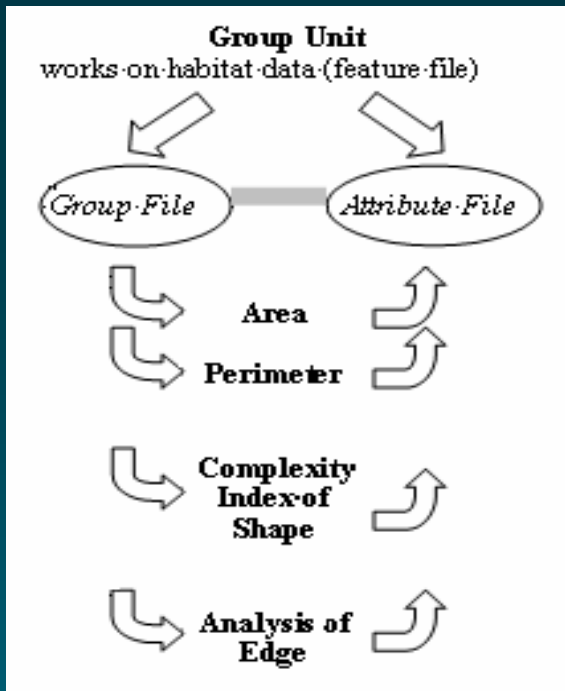 Group Unit
works·on·habitat·data·(feature·file)
Group·File
Attribute·File
Area
Perimeter
Complexity
Index·of
Shape
Analysis of
Edge